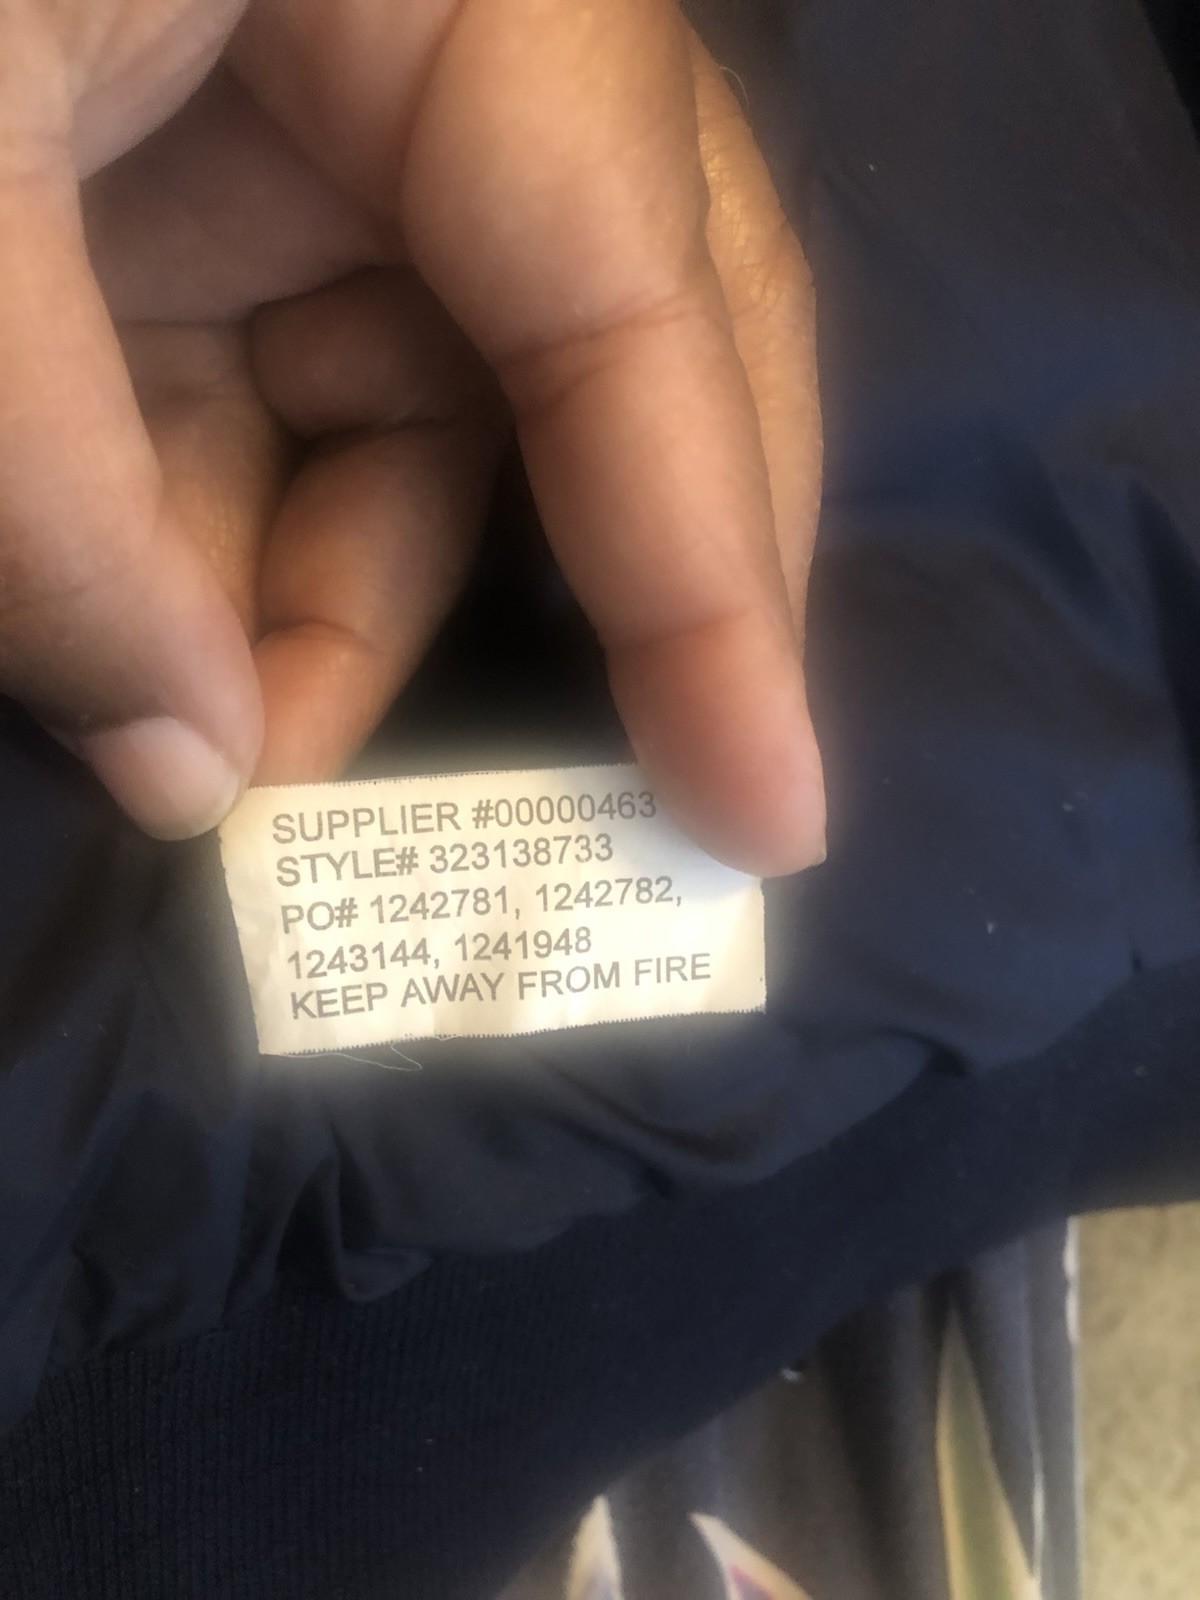 SUPPLIER #00000463
STYLE# 323138733
PO# 1242781, 1242782,
1243144, 1241948
KEEP AWAY FROM FIRE